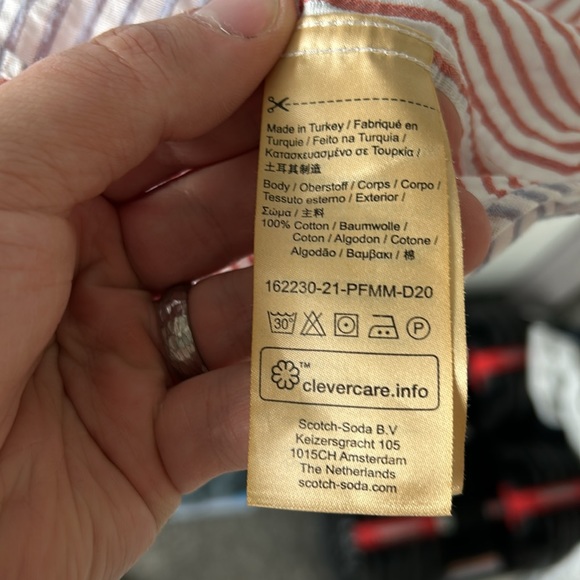 Made in Turkey / Fabriqué en
Turquie / Feito na Turquia /
Κατασκευασμένο σε Τουρκία /
土耳其制造
Body / Oberstoff / Corps / Corpo /
Tessuto esterno / Exterior /
Σώμα / 主料
100% Cotton / Baumwolle /
Coton / Algodon / Cotone /
Algodão / Βαμβακι / 棉
162230-21-PFMM-D20
30° P
TM
clevercare.info
Scotch-Soda B.V
Keizersgracht 105
1015CH Amsterdam
The Netherlands
scotch-soda.com